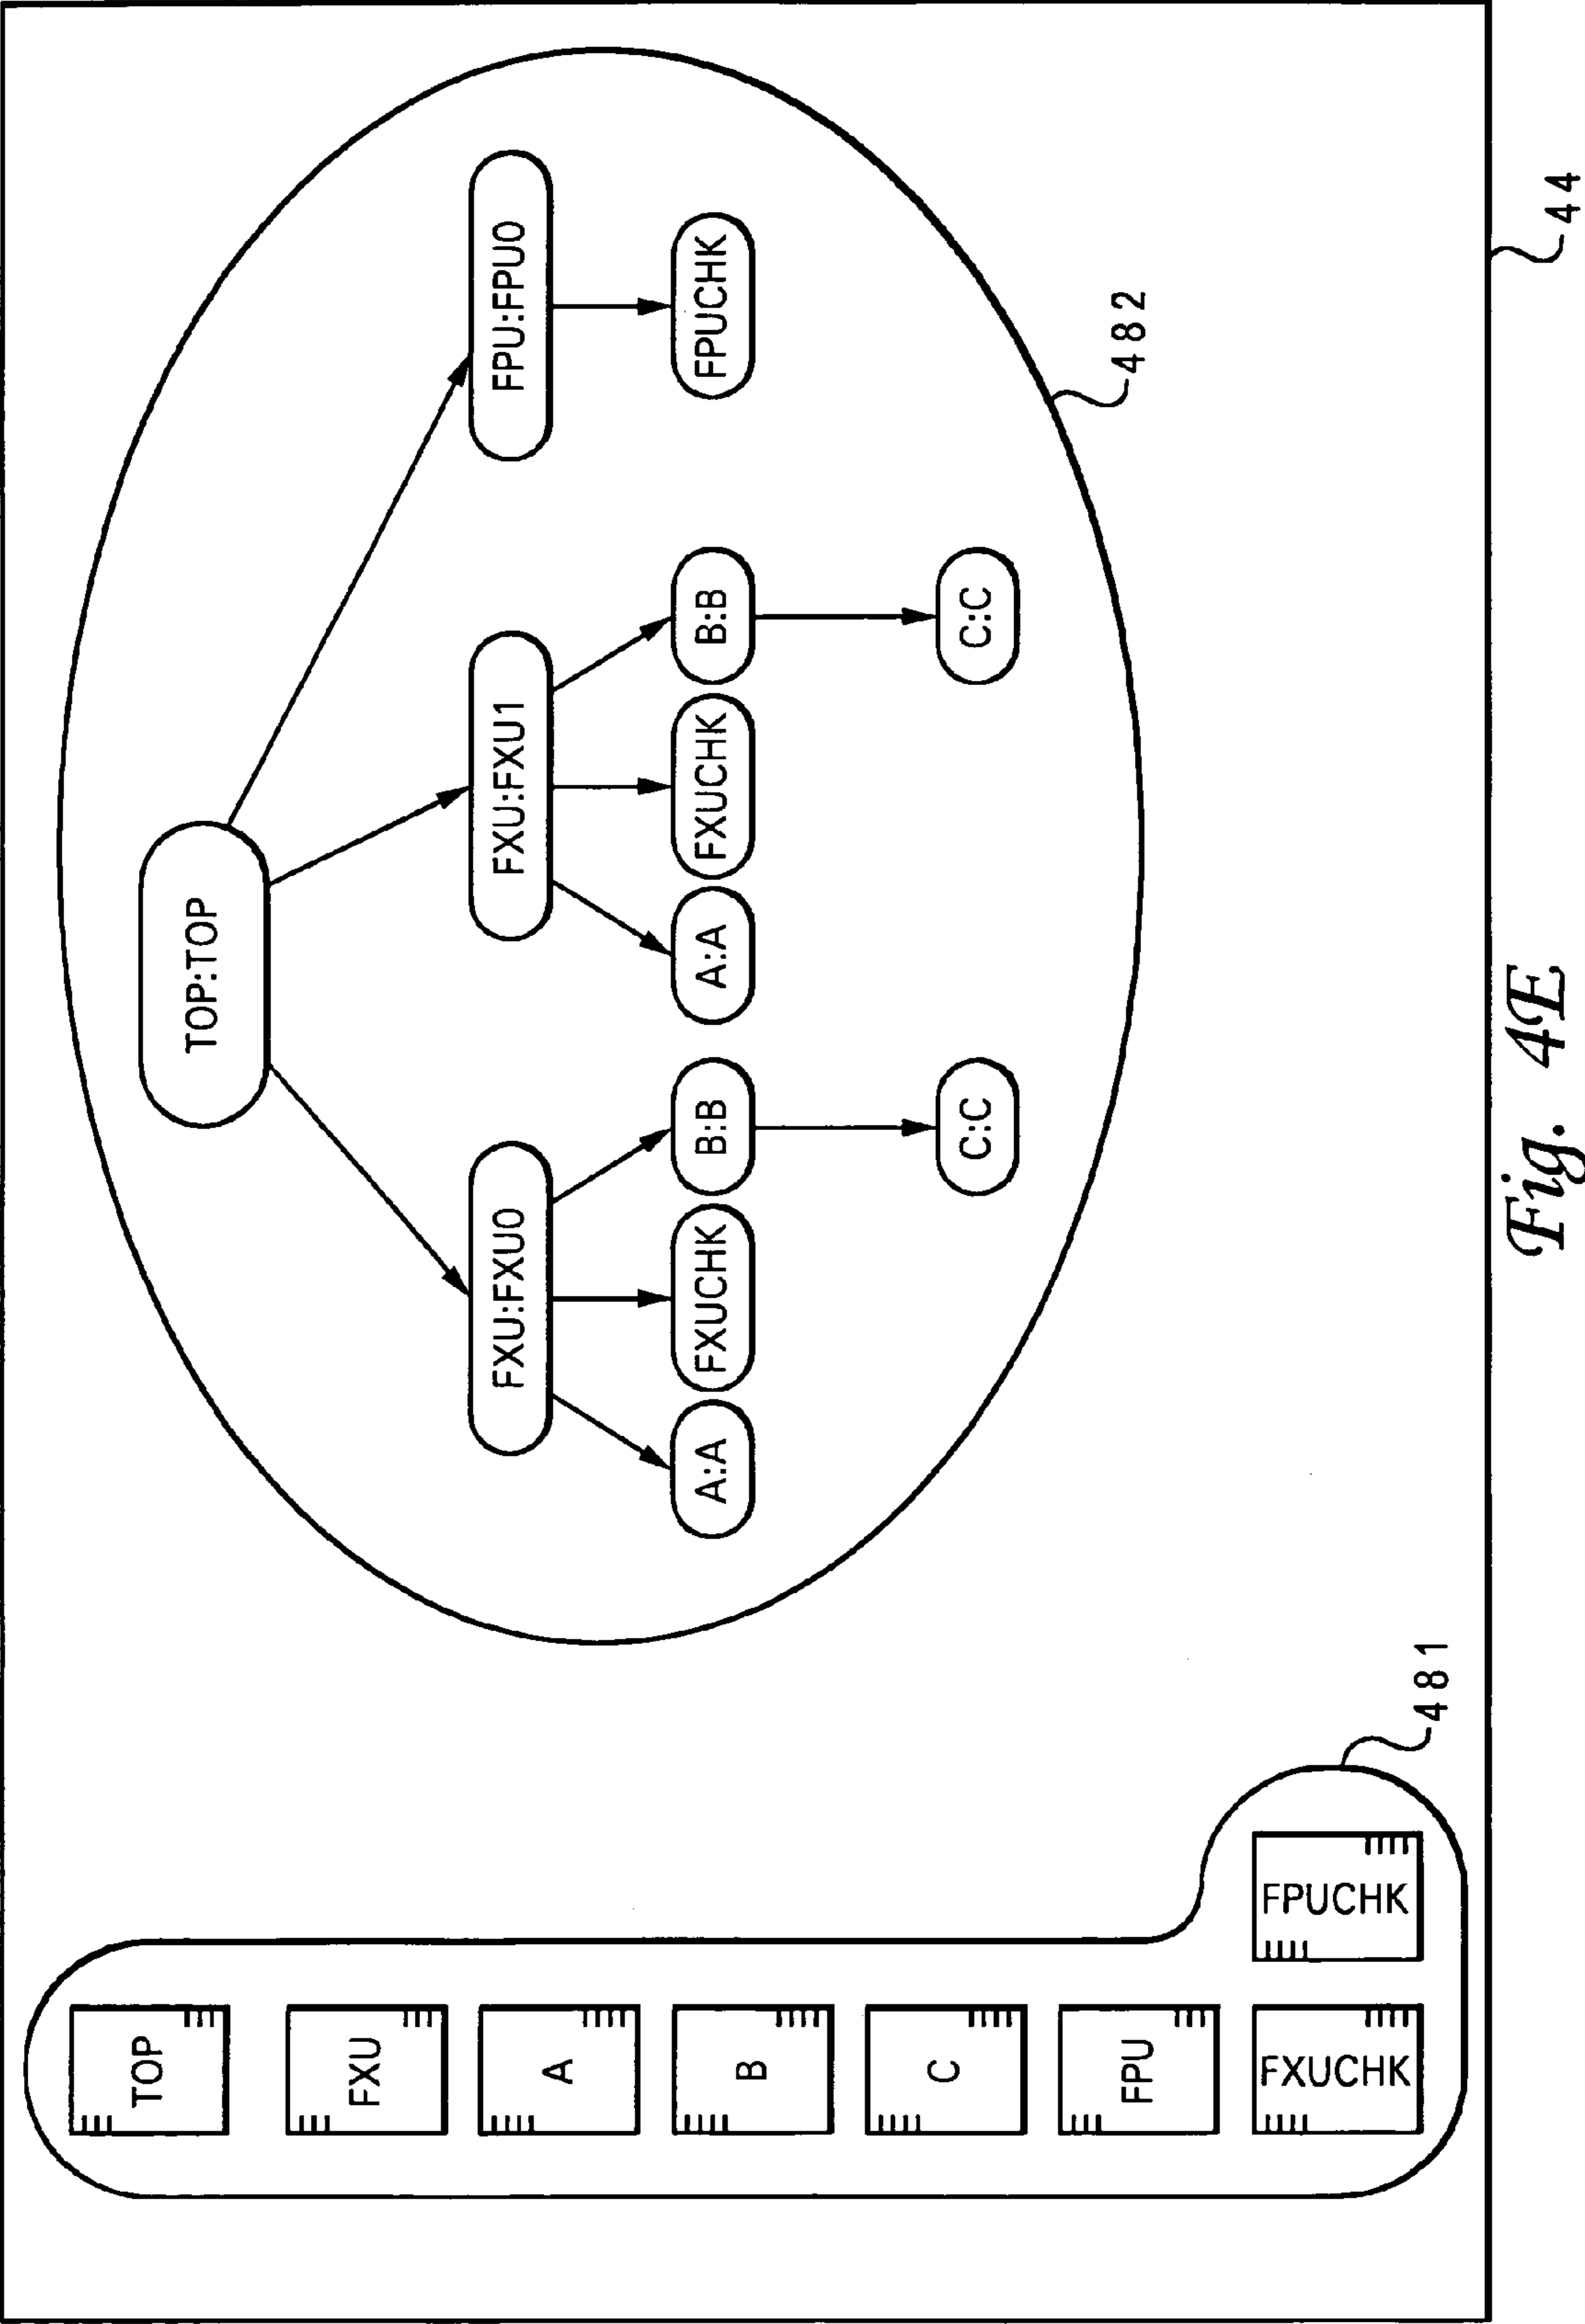 TOP
FXU
A
B
C
FPU
FXUCHK
FPUCHK
481
TOP:TOP
FXU:FXU0
FXU:FXU1
FPU:FPU0
A:A
FXUCHK
B:B
A:A
FXUCHK
B:B
FPUCHK
C:C
C:C
482
44
Fig. 4E